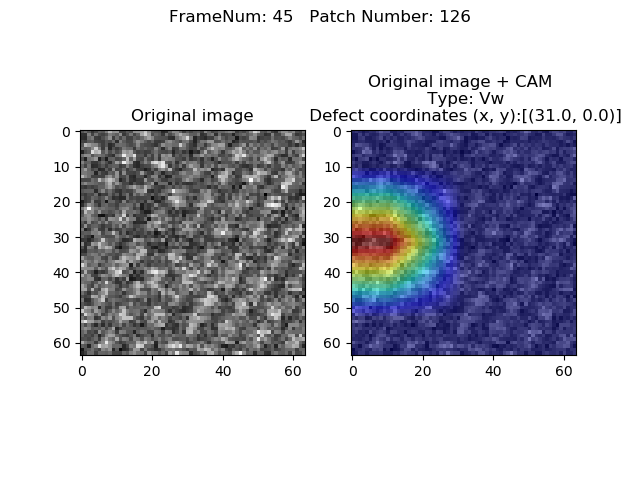 FrameNum: 45   Patch Number: 126
Original image
Original image + CAM
Type: Vw
Defect coordinates (x, y):[(31.0, 0.0)]
0
10
20
30
40
50
60
0 20 40 60
0
10
20
30
40
50
60
0 20 40 60